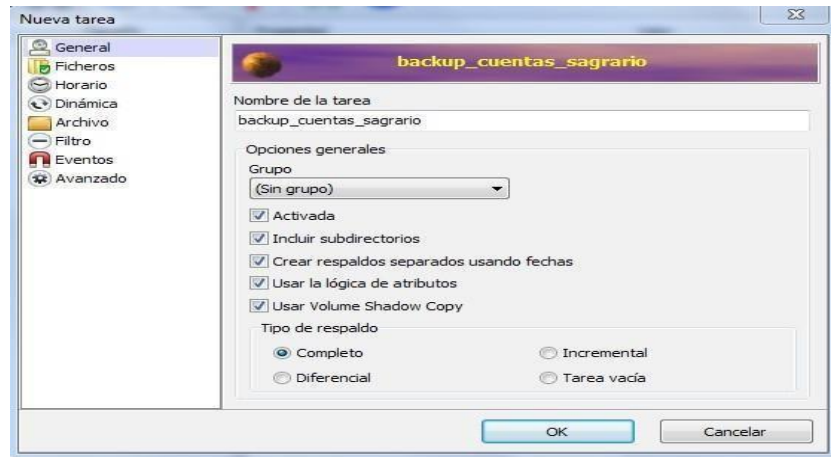 Nueva tarea
General
Ficheros
Horario
Dinámica
Archivo
Filtro
Eventos
Avanzado
backup_cuentas_sagrario
Nombre de la tarea
backup_cuentas_sagrario
Opciones generales
Grupo
(Sin grupo)
Activada
Incluir subdirectorios
Crear respaldos separados usando fechas
Usar la lógica de atributos
Usar Volume Shadow Copy
Tipo de respaldo
Completo
Incremental
Diferencial
Tarea vacía
OK
Cancelar